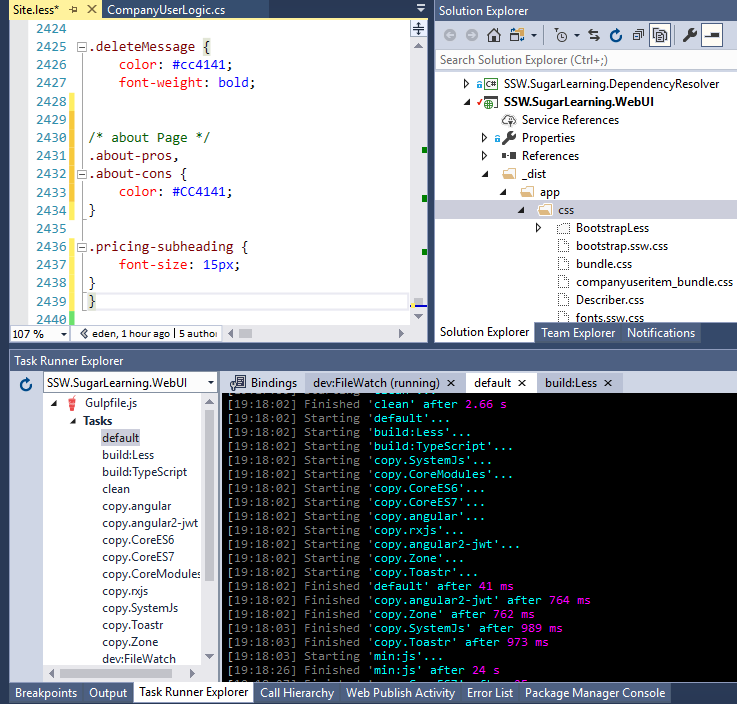 Site.less* CompanyUserLogic.cs
2424
2425 .deleteMessage {
2426 color: #cc4141;
2427 font-weight: bold;
2428
2429
2430 /* about Page */
2431 .about-pros,
2432 .about-cons {
2433 color: #CC4141;
2434 }
2435
2436 .pricing-subheading {
2437 font-size: 15px;
2438 }
2439 }
2440
107 % eden, 1 hour ago | 5 author
Solution Explorer
Search Solution Explorer (Ctrl+;)
SSW.SugarLearning.DependencyResolver
SSW.SugarLearning.WebUI
Service References
Properties
References
_dist
app
css
BootstrapLess
bootstrap.ssw.css
bundle.css
companyuseritem_bundle.css
Describer.css
fonts.ssw.css
Solution Explorer Team Explorer Notifications
Task Runner Explorer
SSW.SugarLearning.WebUI
Gulpfile.js
Tasks
default
build:Less
build:TypeScript
clean
copy.angular
copy.angular2-jwt
copy.CoreES6
copy.CoreES7
copy.CoreModules
copy.rxjs
copy.SystemJs
copy.Toastr
copy.Zone
dev:FileWatch
Bindings dev:FileWatch (running) default build:Less
[19:18:02] Finished 'clean' after 2.66 s
[19:18:02] Starting 'default'...
[19:18:02] Starting 'build:Less'...
[19:18:02] Starting 'build:TypeScript'...
[19:18:02] Starting 'copy.SystemJs'...
[19:18:02] Starting 'copy.CoreModules'...
[19:18:02] Starting 'copy.CoreES6'...
[19:18:02] Starting 'copy.CoreES7'...
[19:18:02] Starting 'copy.angular'...
[19:18:02] Starting 'copy.rxjs'...
[19:18:02] Starting 'copy.angular2-jwt'...
[19:18:02] Starting 'copy.Zone'...
[19:18:02] Starting 'copy.Toastr'...
[19:18:02] Finished 'default' after 41 ms
[19:18:02] Finished 'copy.angular2-jwt' after 764 ms
[19:18:02] Finished 'copy.Zone' after 762 ms
[19:18:03] Finished 'copy.SystemJs' after 989 ms
[19:18:03] Finished 'copy.Toastr' after 973 ms
[19:18:03] Starting 'min:js'...
[19:18:26] Finished 'min:js' after 24 s
Breakpoints Output Task Runner Explorer Call Hierarchy Web Publish Activity Error List Package Manager Console